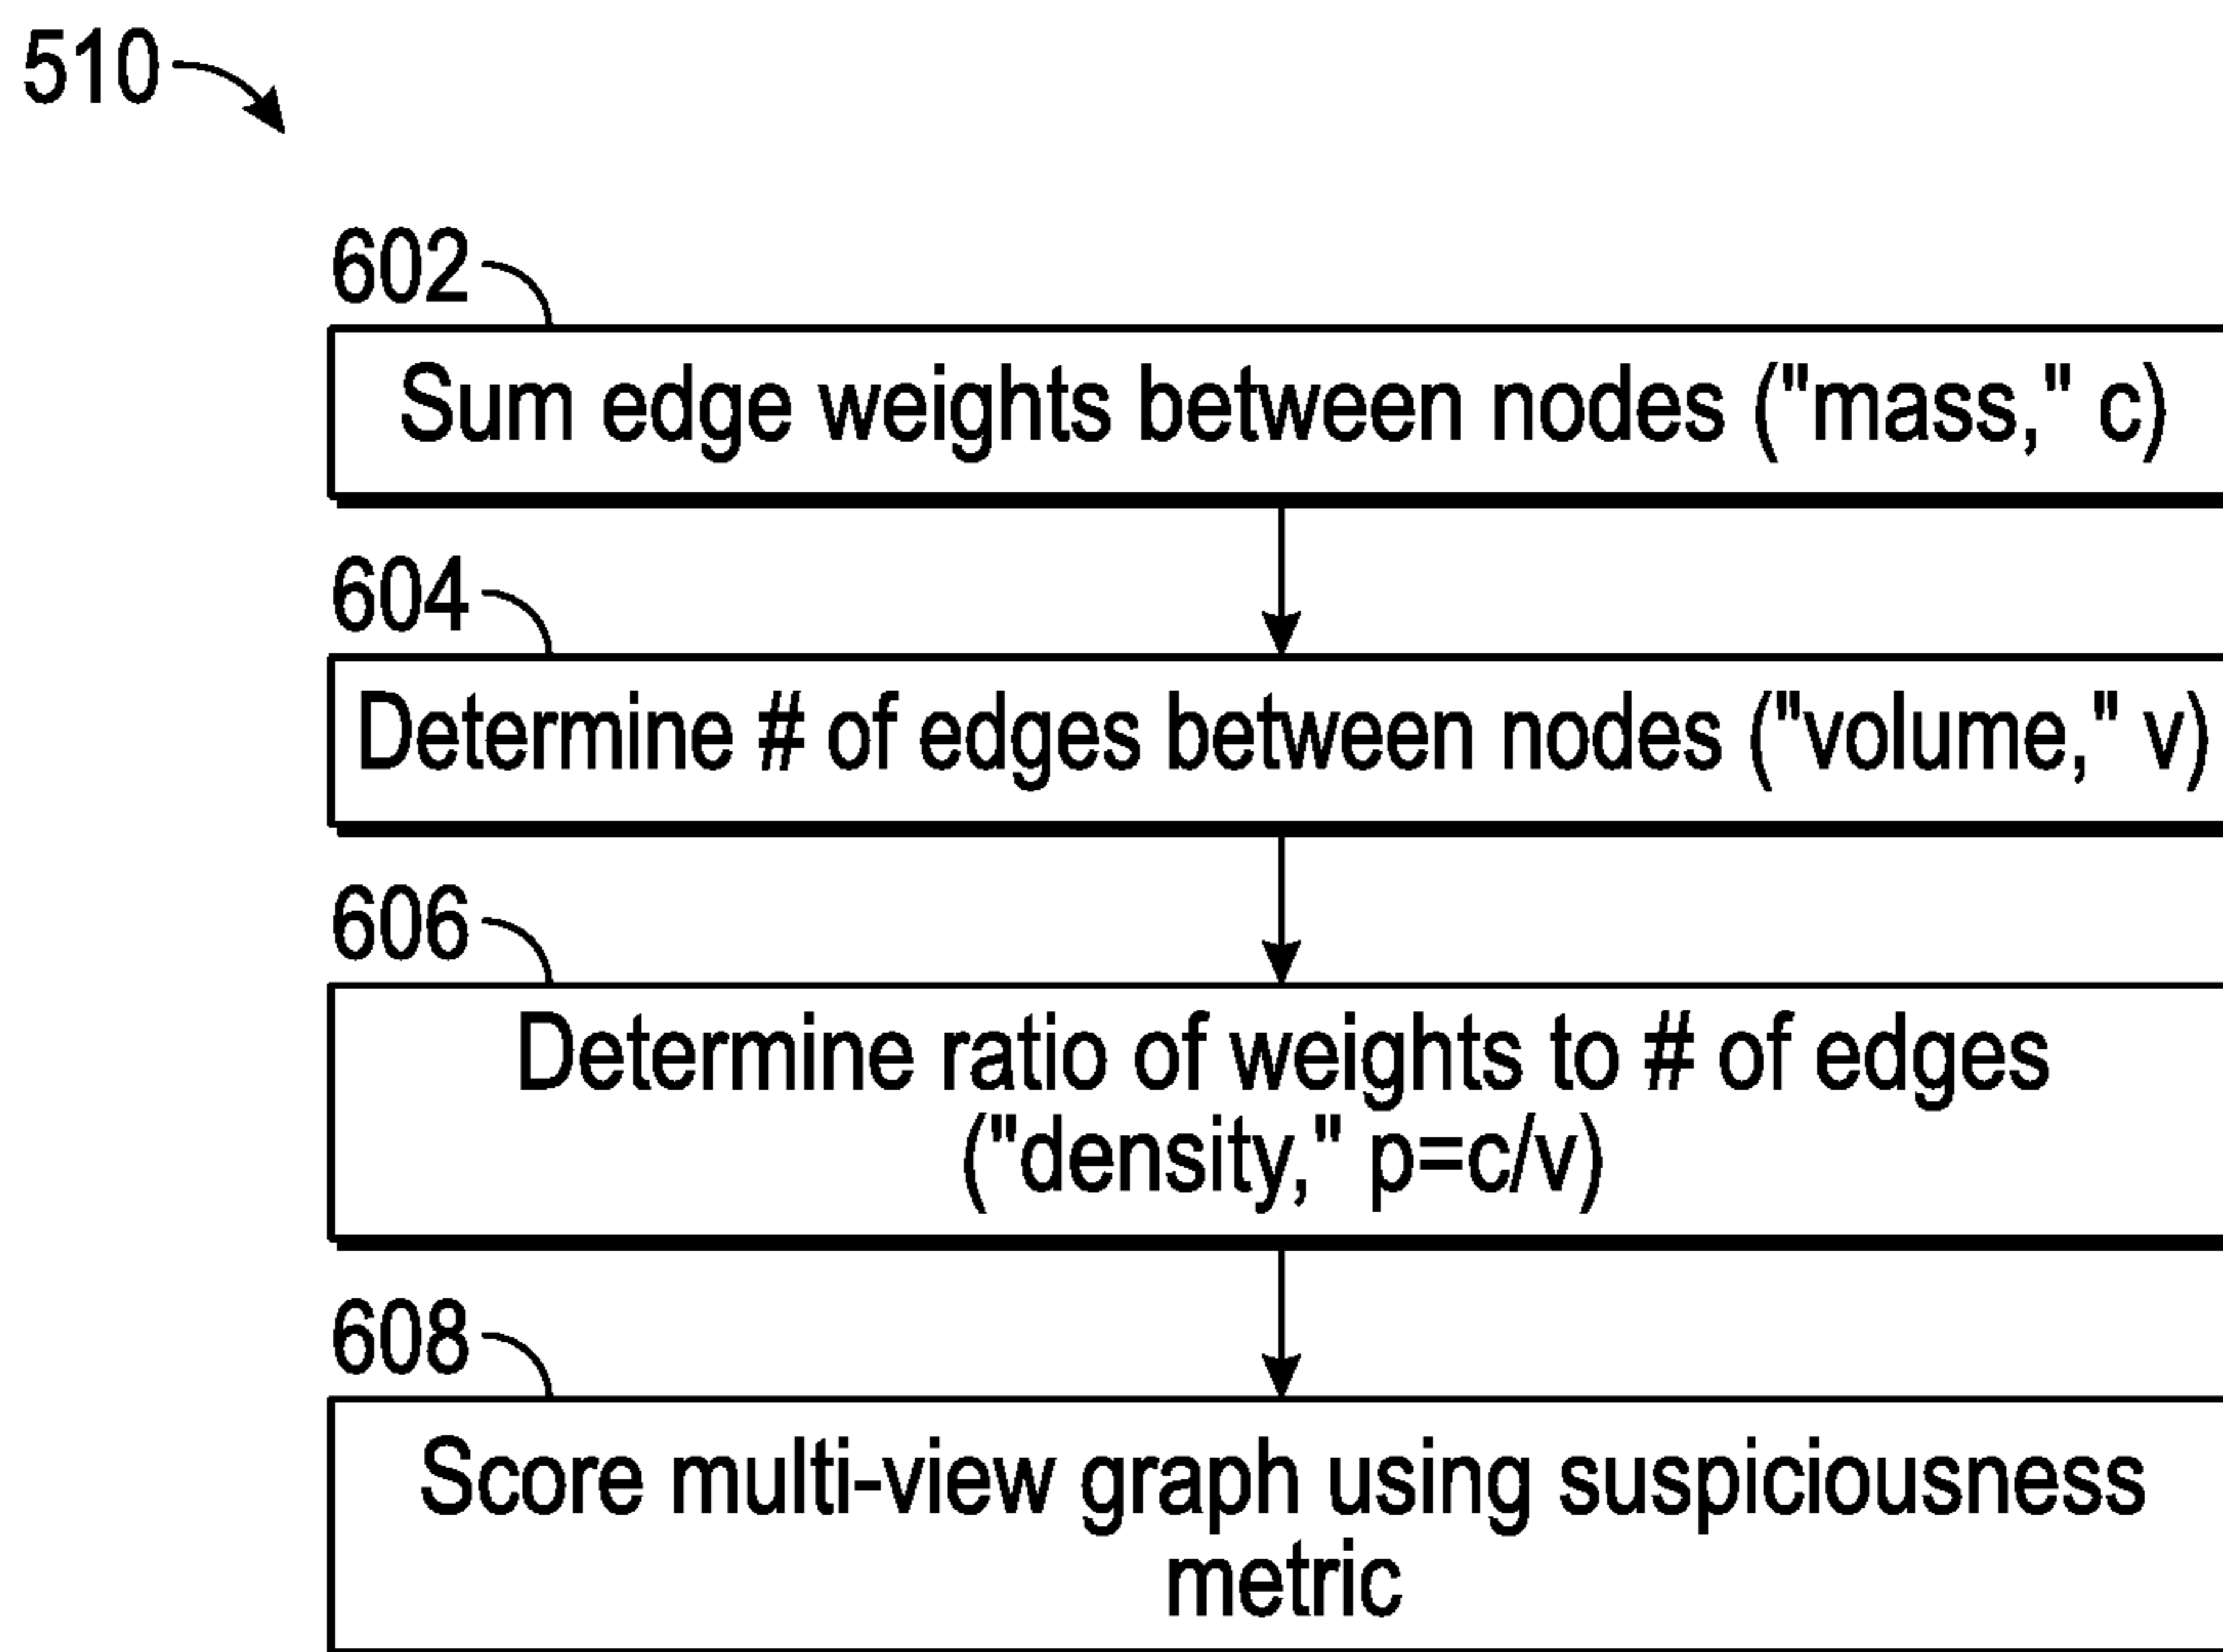 510
602
Sum edge weights between nodes ("mass," c)
604
Determine # of edges between nodes ("volume," v)
606
Determine ratio of weights to # of edges
("density," p=c/v)
608
Score multi-view graph using suspiciousness
metric